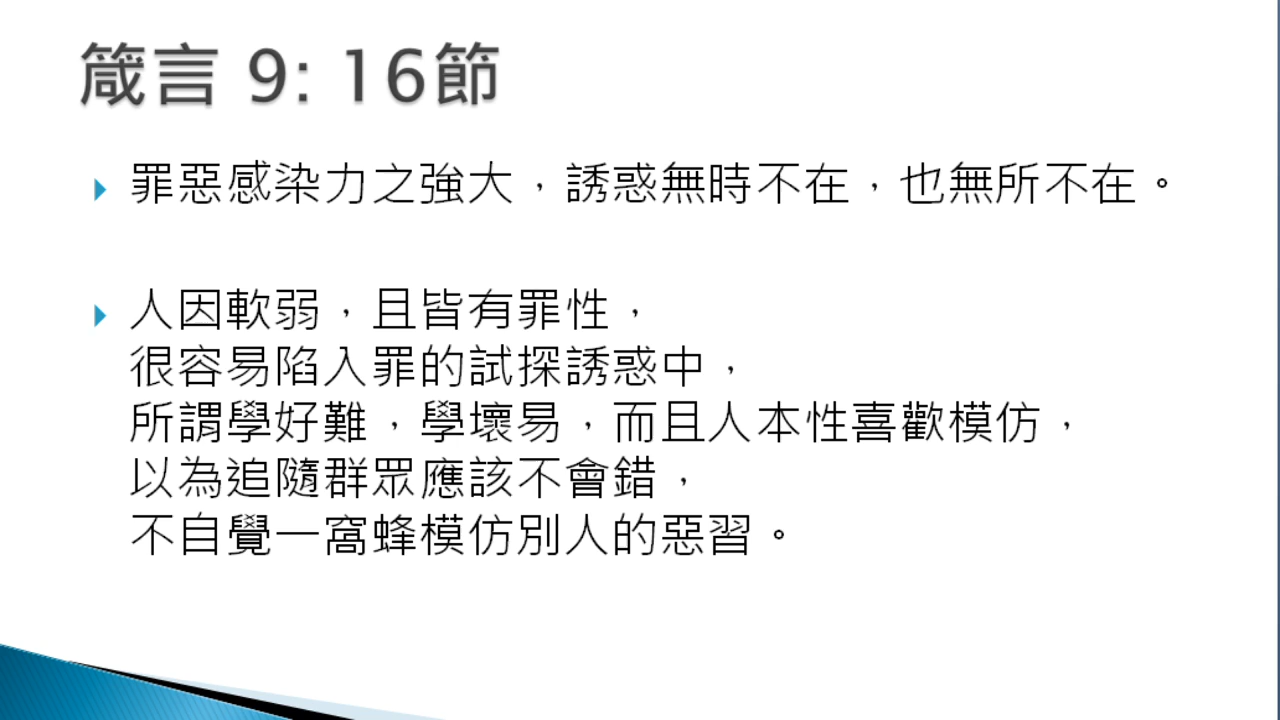 箴言 9: 16節
罪惡感染力之強大，誘惑無時不在，也無所不在。
人因軟弱，且皆有罪性，
很容易陷入罪的試探誘惑中，
所謂學好難，學壞易，而且人本性喜歡模仿，
以為追隨群眾應該不會錯，
不自覺一窩蜂模仿別人的惡習。